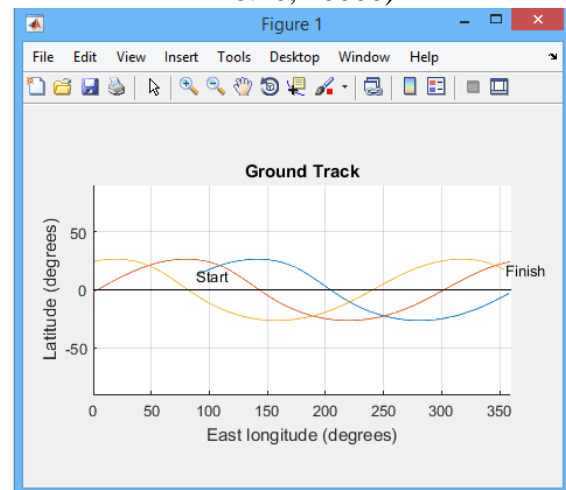 Figure 1
File Edit View Insert Tools Desktop Window Help
Ground Track
Latitude (degrees)
50
0
-50
Start
Finish
0 50 100 150 200 250 300 350
East longitude (degrees)